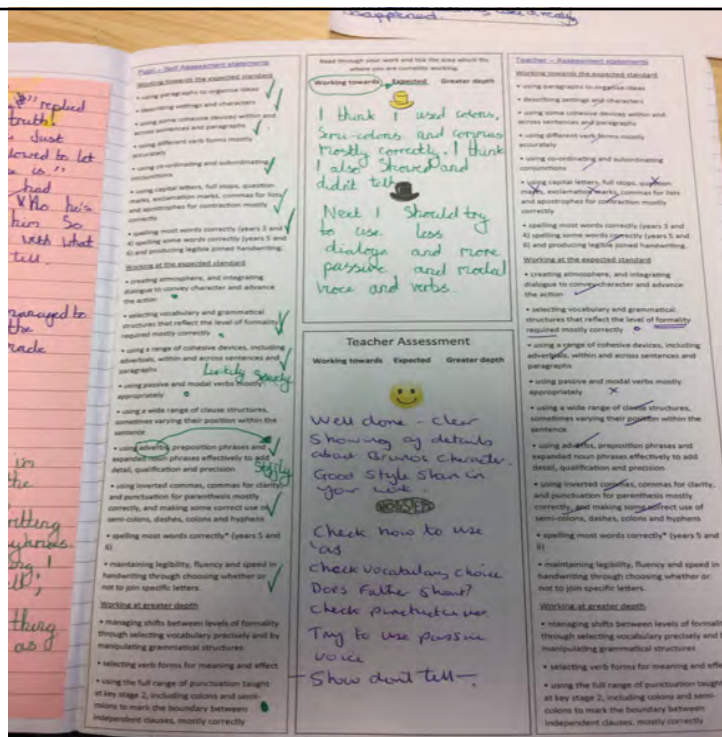 isappeared.
replied
truth.
Just
lowed to let
is"
had
who his
him so
with what
tell.
managed to
the
rade
in
the
ritting
I
thing
as
Pupil – Self Assessment statements
Working towards the expected standard
• using paragraphs to organise ideas
• describing settings and characters
• using some cohesive devices within and
across sentences and paragraphs
• using different verb forms mostly
accurately
• using co-ordinating and subordinating
conjunctions
• using capital letters, full stops, question
marks, exclamation marks, commas for lists
and apostrophes for contraction mostly
correctly
• spelling most words correctly (years 3 and
4) spelling some words correctly (years 5 and
6) and producing legible joined handwriting.
Working at the expected standard
• creating atmosphere, and integrating
dialogue to convey character and advance
the action
• selecting vocabulary and grammatical
structures that reflect the level of formality
required mostly correctly
• using a range of cohesive devices, including
adverbials, within and across sentences and
paragraphs
• using passive and modal verbs mostly
appropriately
• using a wide range of clause structures,
sometimes varying their position within the
sentence
• using adverbs, preposition phrases and
expanded noun phrases effectively to add
detail, qualification and precision
• using inverted commas, commas for clarity,
and punctuation for parenthesis mostly
correctly, and making some correct use of
semi-colons, dashes, colons and hyphens
• spelling most words correctly* (years 5 and
6)
• maintaining legibility, fluency and speed in
handwriting through choosing whether or
not to join specific letters.
Working at greater depth
• managing shifts between levels of formality
through selecting vocabulary precisely and by
manipulating grammatical structures
• selecting verb forms for meaning and effect
• using the full range of punctuation taught
at key stage 2, including colons and semi-
colons to mark the boundary between
independent clauses, mostly correctly
Read through your work and tick the area which fits
where you are currently working.
Working towards Expected Greater depth
I think I used colons,
Semi-colons and commas
mostly correctly. I think
I also Showed and
didn't tell.
Next I Should try
to use less
dialoge and more
passive and modal
voice and verbs.
Teacher Assessment
Working towards Expected Greater depth
Well done – clear
Showing of details
about Bruno's character.
Good Style Shown in
your work.
Check how to use
'as
check vocabulary choice
Does Father Shout?
check punctuation use
Try to use passive
voice
– Show don't tell –
Teacher – Assessment statements
Working towards the expected standard
• using paragraphs to organise ideas
• describing settings and characters
• using some cohesive devices within and
across sentences and paragraphs
• using different verb forms mostly
accurately
• using co-ordinating and subordinating
conjunctions
• using capital letters, full stops, question
marks, exclamation marks, commas for lists
and apostrophes for contraction mostly
correctly
• spelling most words correctly (years 3 and
4) spelling some words correctly (years 5 and
6) and producing legible joined handwriting.
Working at the expected standard
• creating atmosphere, and integrating
dialogue to convey character and advance
the action
• selecting vocabulary and grammatical
structures that reflect the level of formality
required mostly correctly
• using a range of cohesive devices, including
adverbials, within and across sentences and
paragraphs
• using passive and modal verbs mostly
appropriately
• using a wide range of clause structures,
sometimes varying their position within the
sentence
• using adverbs, preposition phrases and
expanded noun phrases effectively to add
detail, qualification and precision
• using inverted commas, commas for clarity,
and punctuation for parenthesis mostly
correctly, and making some correct use of
semi-colons, dashes, colons and hyphens
• spelling most words correctly* (years 5 and
6)
• maintaining legibility, fluency and speed in
handwriting through choosing whether or
not to join specific letters.
Working at greater depth
• managing shifts between levels of formality
through selecting vocabulary precisely and
manipulating grammatical structures
• selecting verb forms for meaning and effe
• using the full range of punctuation taught
at key stage 2, including colons and semi-
colons to mark the boundary between
independent clauses, mostly correctly